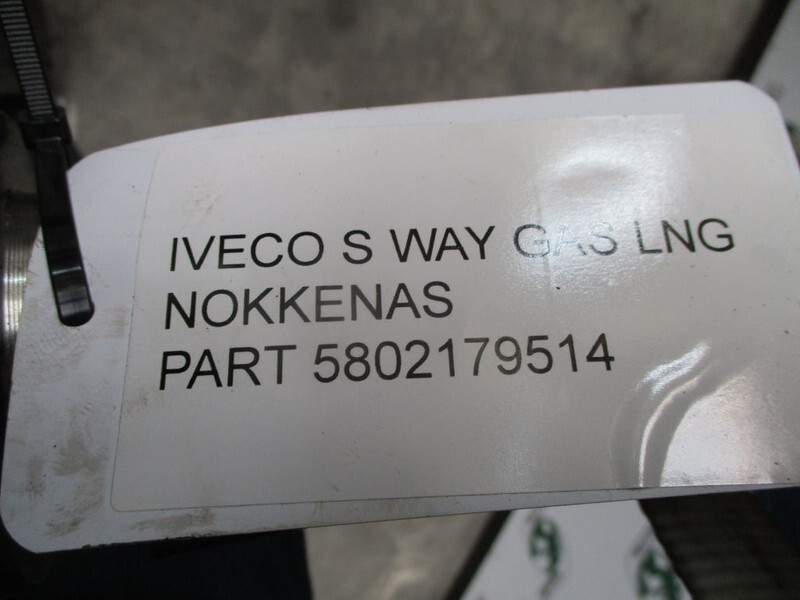 IVECO S WAY GAS LNG
NOKKENAS
PART 5802179514